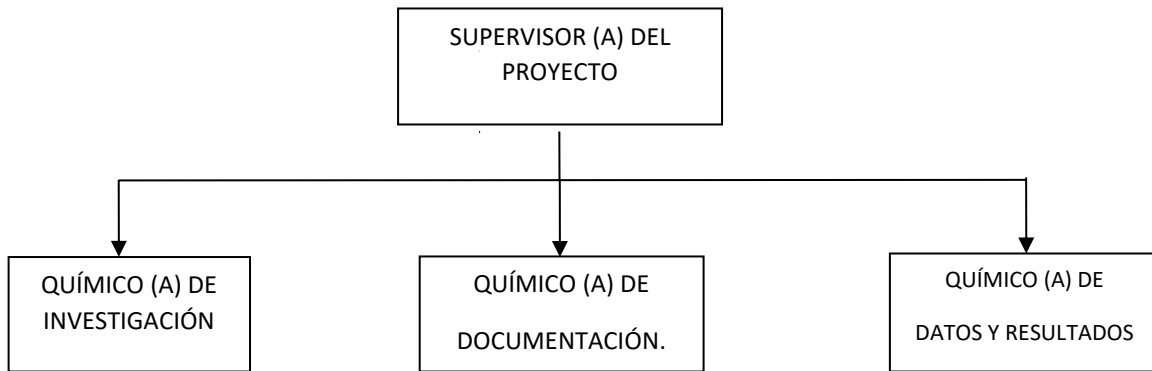 SUPERVISOR (A) DEL
PROYECTO
QUÍMICO (A) DE
INVESTIGACIÓN
QUÍMICO (A) DE
DOCUMENTACIÓN.
QUÍMICO (A) DE
DATOS Y RESULTADOS